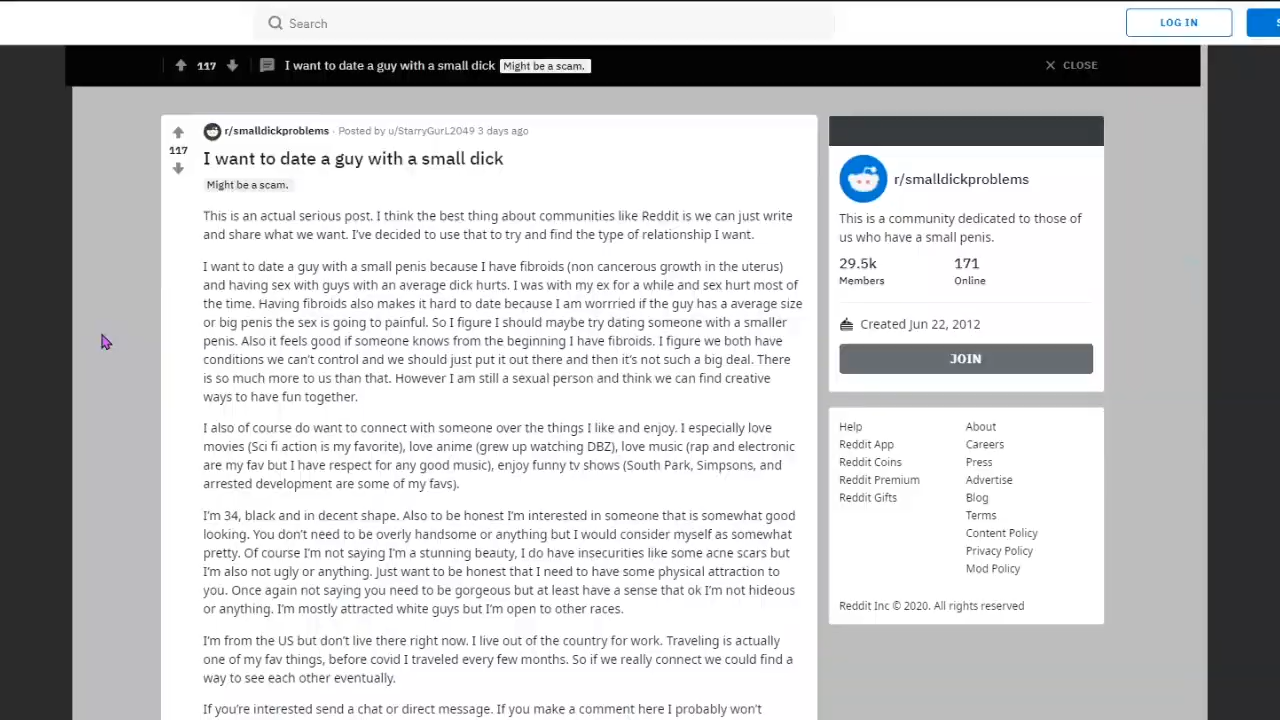 Search
LOG IN
S
117
I want to date a guy with a small dick
Might be a scam.
CLOSE
117
r/smalldickproblems · Posted by u/StarryGurL2049 3 days ago
I want to date a guy with a small dick
Might be a scam.
This is an actual serious post. I think the best thing about communities like Reddit is we can just write
and share what we want. I've decided to use that to try and find the type of relationship I want.
I want to date a guy with a small penis because I have fibroids (non cancerous growth in the uterus)
and having sex with guys with an average dick hurts. I was with my ex for a while and sex hurt most of
the time. Having fibroids also makes it hard to date because I am worrried if the guy has a average size
or big penis the sex is going to painful. So I figure I should maybe try dating someone with a smaller
penis. Also it feels good if someone knows from the beginning I have fibroids. I figure we both have
conditions we can't control and we should just put it out there and then it's not such a big deal. There
is so much more to us than that. However I am still a sexual person and think we can find creative
ways to have fun together.
I also of course do want to connect with someone over the things I like and enjoy. I especially love
movies (Sci fi action is my favorite), love anime (grew up watching DBZ), love music (rap and electronic
are my fav but I have respect for any good music), enjoy funny tv shows (South Park, Simpsons, and
arrested development are some of my favs).
I'm 34, black and in decent shape. Also to be honest I'm interested in someone that is somewhat good
looking. You don't need to be overly handsome or anything but I would consider myself as somewhat
pretty. Of course I'm not saying I'm a stunning beauty, I do have insecurities like some acne scars but
I'm also not ugly or anything. Just want to be honest that I need to have some physical attraction to
you. Once again not saying you need to be gorgeous but at least have a sense that ok I'm not hideous
or anything. I'm mostly attracted white guys but I'm open to other races.
I'm from the US but don't live there right now. I live out of the country for work. Traveling is actually
one of my fav things, before covid I traveled every few months. So if we really connect we could find a
way to see each other eventually.
If you're interested send a chat or direct message. If you make a comment here I probably won't
r/smalldickproblems
This is a community dedicated to those of
us who have a small penis.
29.5k 171
Members Online
Created Jun 22, 2012
JOIN
Help About
Reddit App Careers
Reddit Coins Press
Reddit Premium Advertise
Reddit Gifts Blog
Terms
Content Policy
Privacy Policy
Mod Policy
Reddit Inc © 2020. All rights reserved